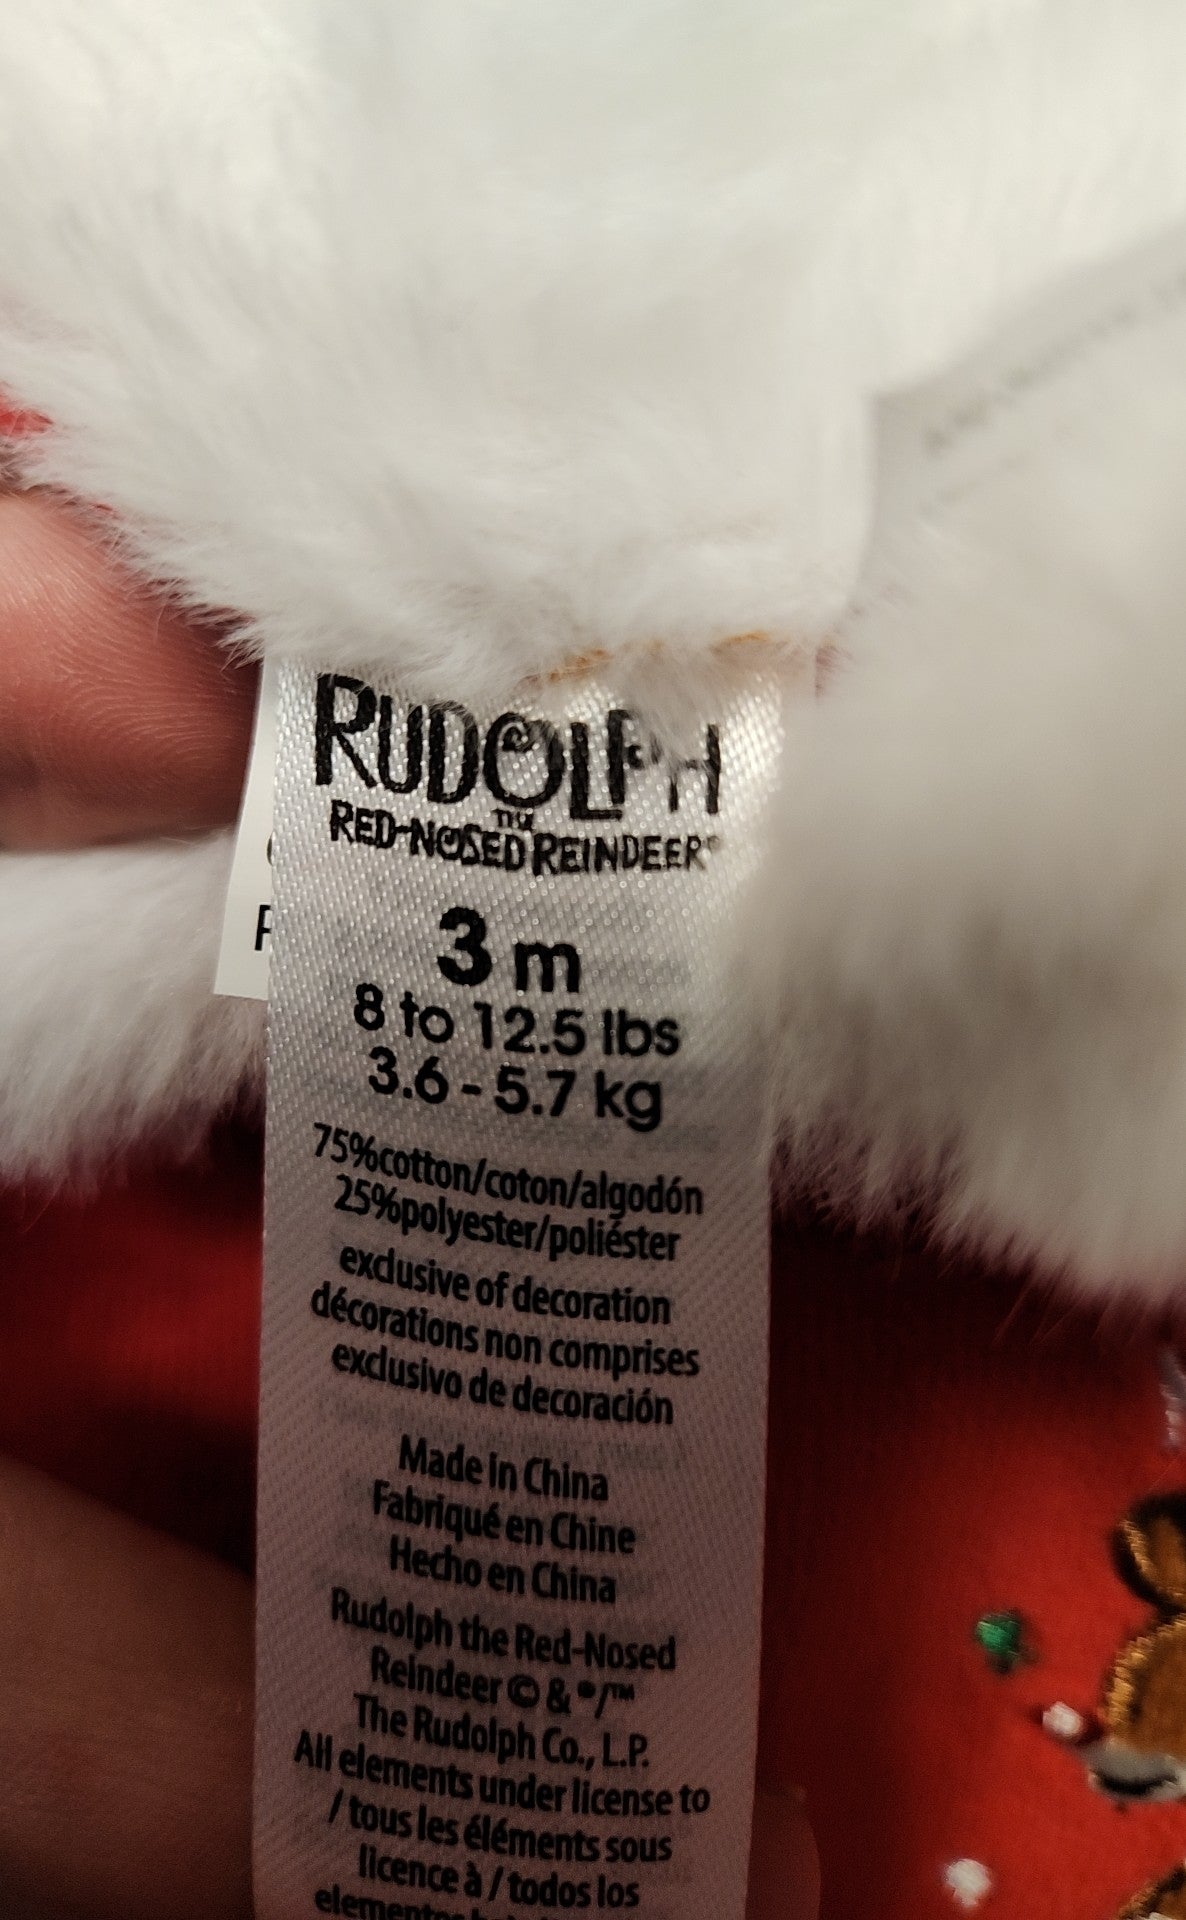 RUDOLPH
THE
RED-NOSED REINDEER®
3 m
8 to 12.5 lbs
3.6 - 5.7 kg
75%cotton/coton/algodón
25%polyester/poliéster
exclusive of decoration
décorations non comprises
exclusivo de decoración
Made in China
Fabriqué en Chine
Hecho en China
Rudolph the Red-Nosed
Reindeer © & ®/™
The Rudolph Co., L.P.
All elements under license to
/ tous les éléments sous
licence à / todos los